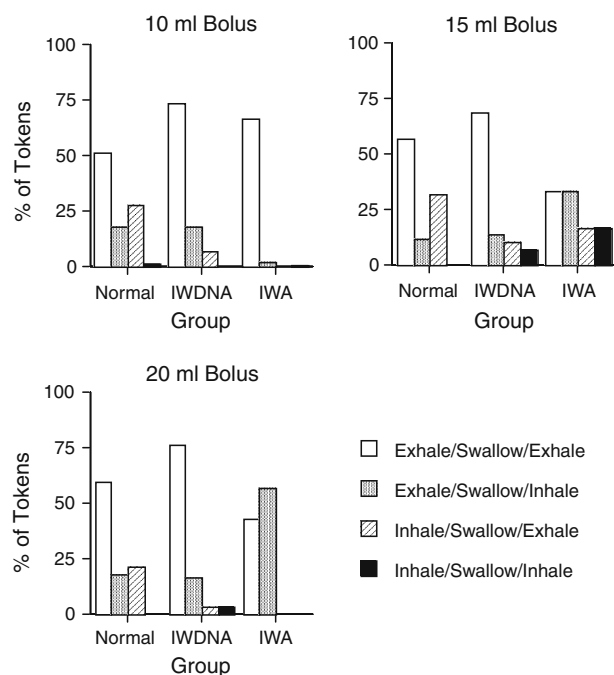 10 ml Bolus
100
75
50
25
0
% of Tokens
Normal IWDNA IWA
Group
15 ml Bolus
100
75
50
25
0
% of Tokens
Normal IWDNA IWA
Group
20 ml Bolus
100
75
50
25
0
% of Tokens
Normal IWDNA IWA
Group
Exhale/Swallow/Exhale
Exhale/Swallow/Inhale
Inhale/Swallow/Exhale
Inhale/Swallow/Inhale